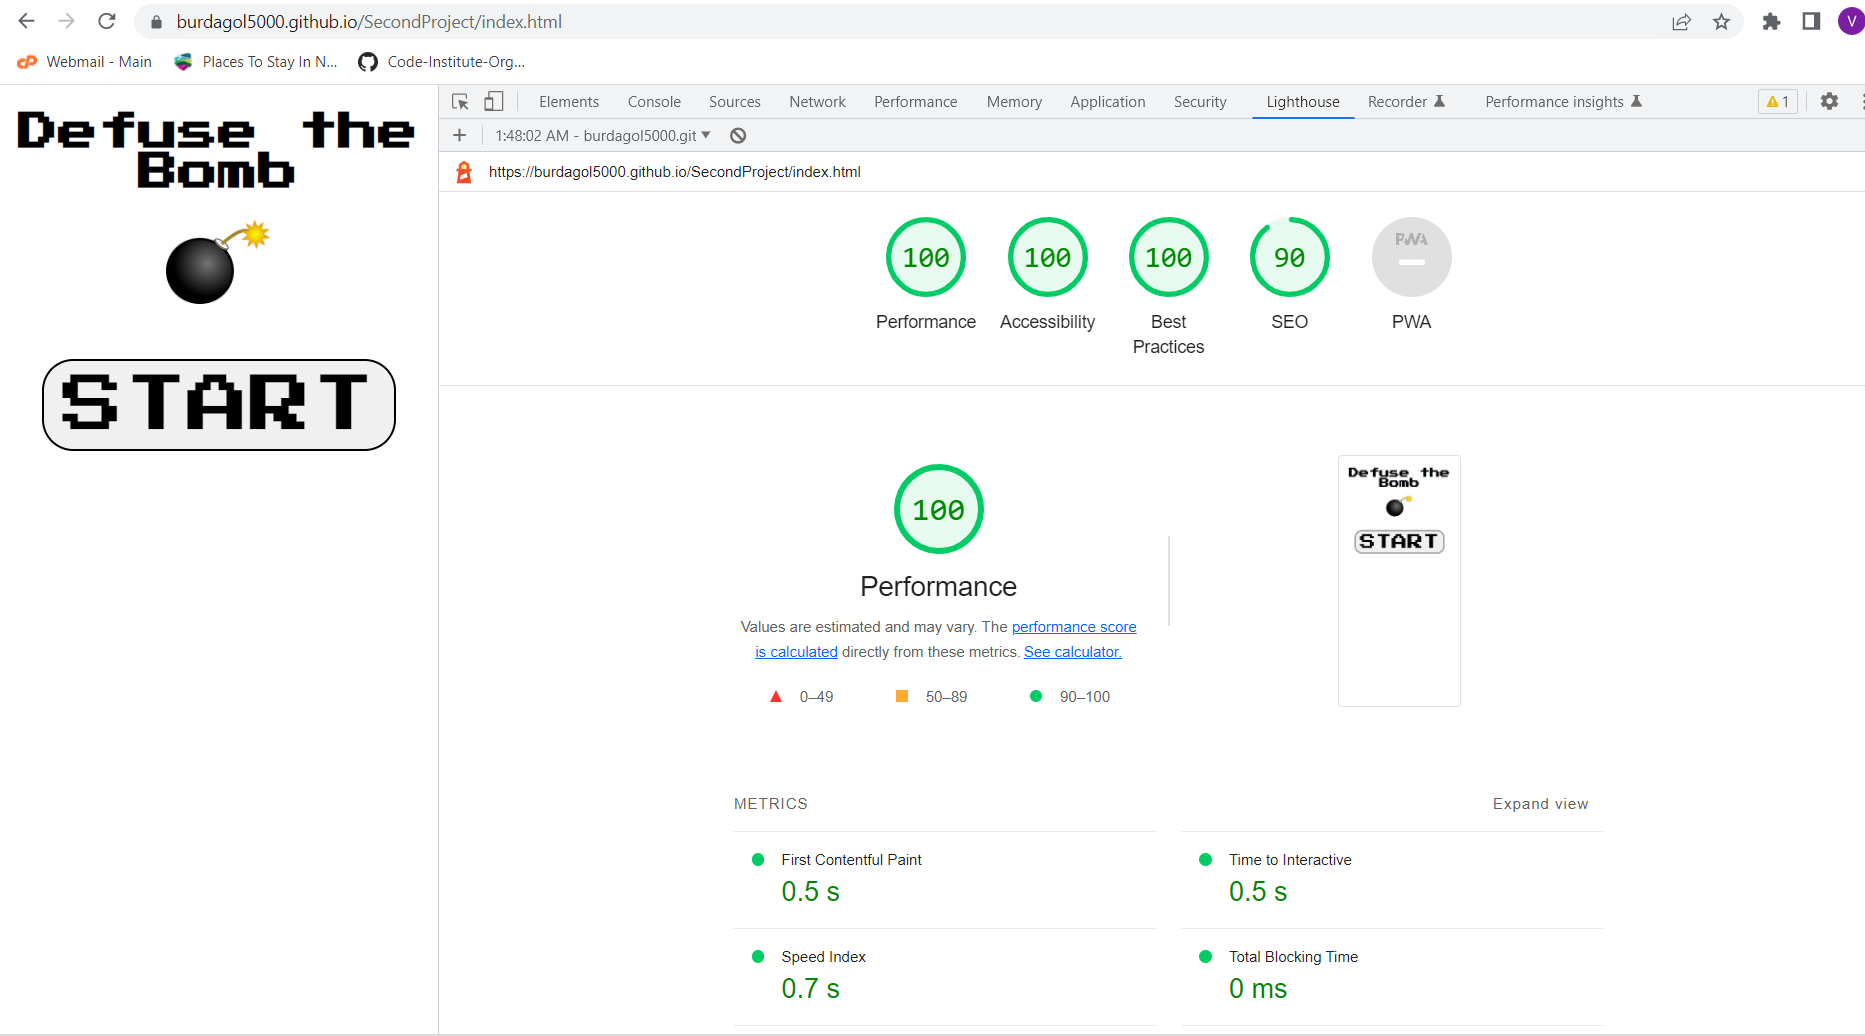 burdagol5000.github.io/SecondProject/index.html
V
Webmail - Main
Places To Stay In N...
Code-Institute-Org...
Defuse the
Bomb
START
Elements
Console
Sources
Network
Performance
Memory
Application
Security
Lighthouse
Recorder
Performance insights
1
1:48:02 AM - burdagol5000.git
https://burdagol5000.github.io/SecondProject/index.html
100
100
100
90
PWA
Performance
Accessibility
Best
Practices
SEO
PWA
100
Performance
Values are estimated and may vary. The performance score
is calculated directly from these metrics. See calculator.
0–49
50–89
90–100
Defuse the
Bomb
START
METRICS
Expand view
First Contentful Paint
0.5 s
Time to Interactive
0.5 s
Speed Index
0.7 s
Total Blocking Time
0 ms